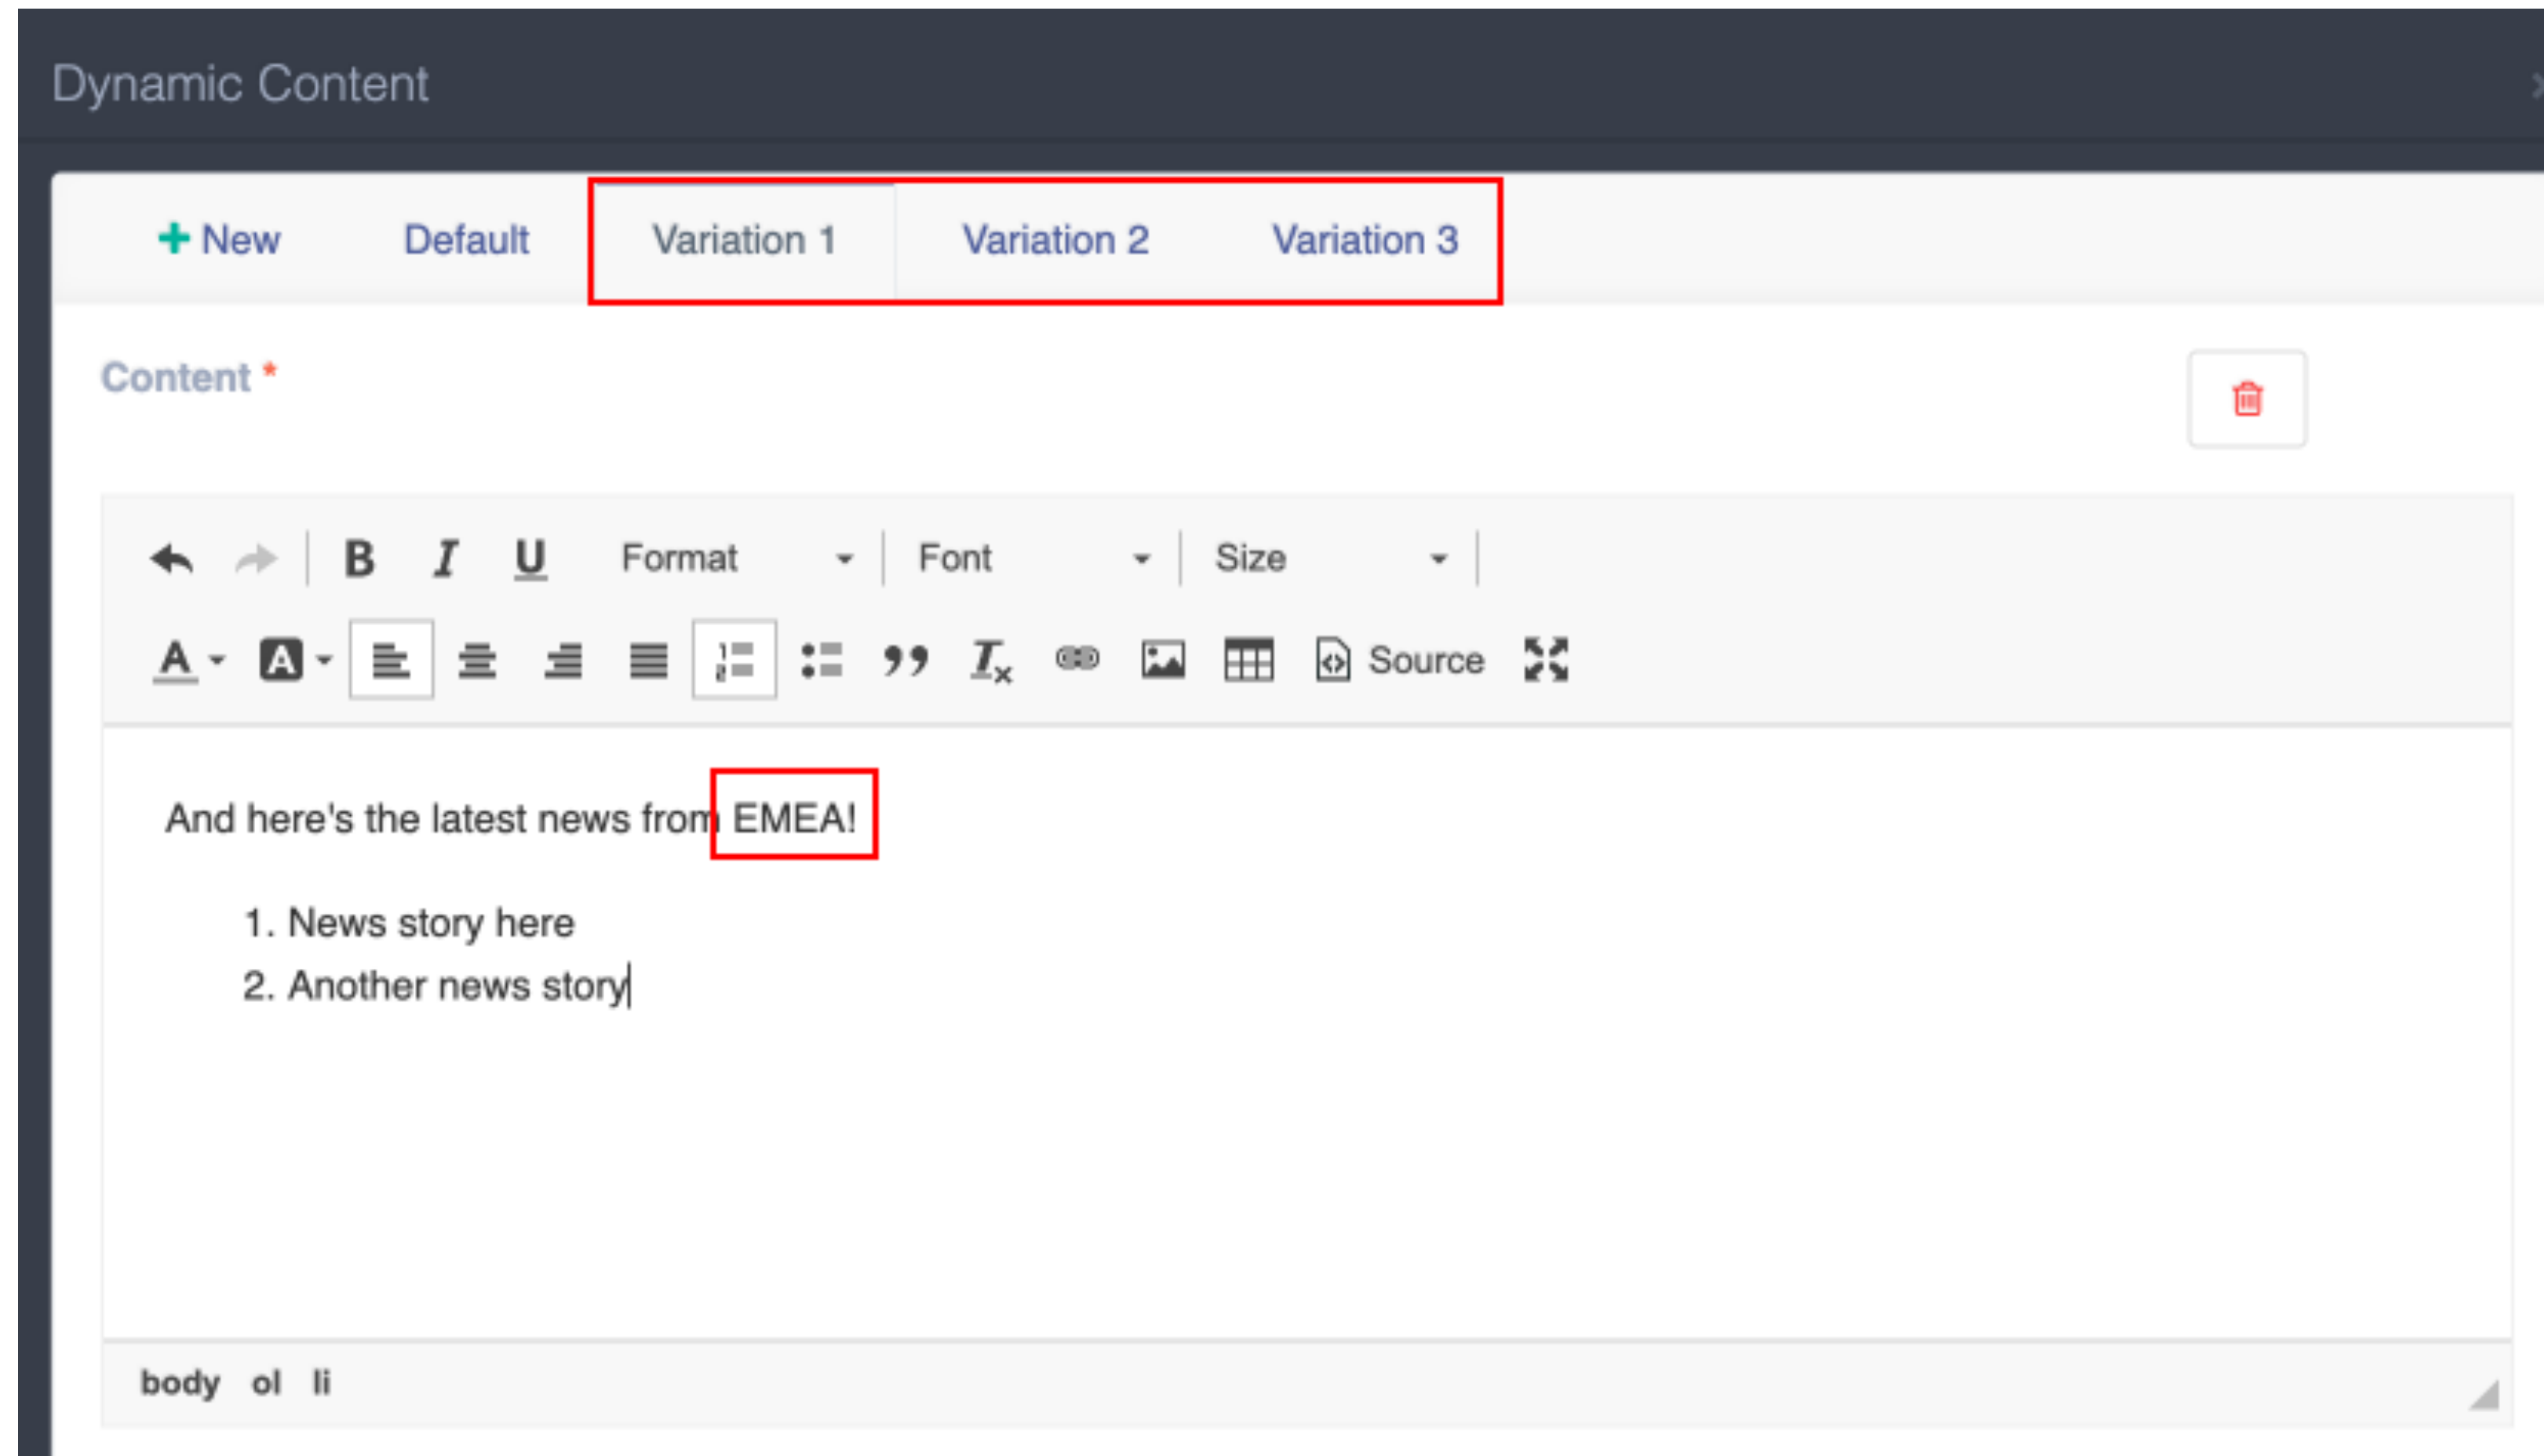 Dynamic Content
New Default Variation 1 Variation 2 Variation 3
Content *
B I U Format Font Size
A A Source
And here's the latest news from EMEA!
1. News story here
2. Another news story
body ol li